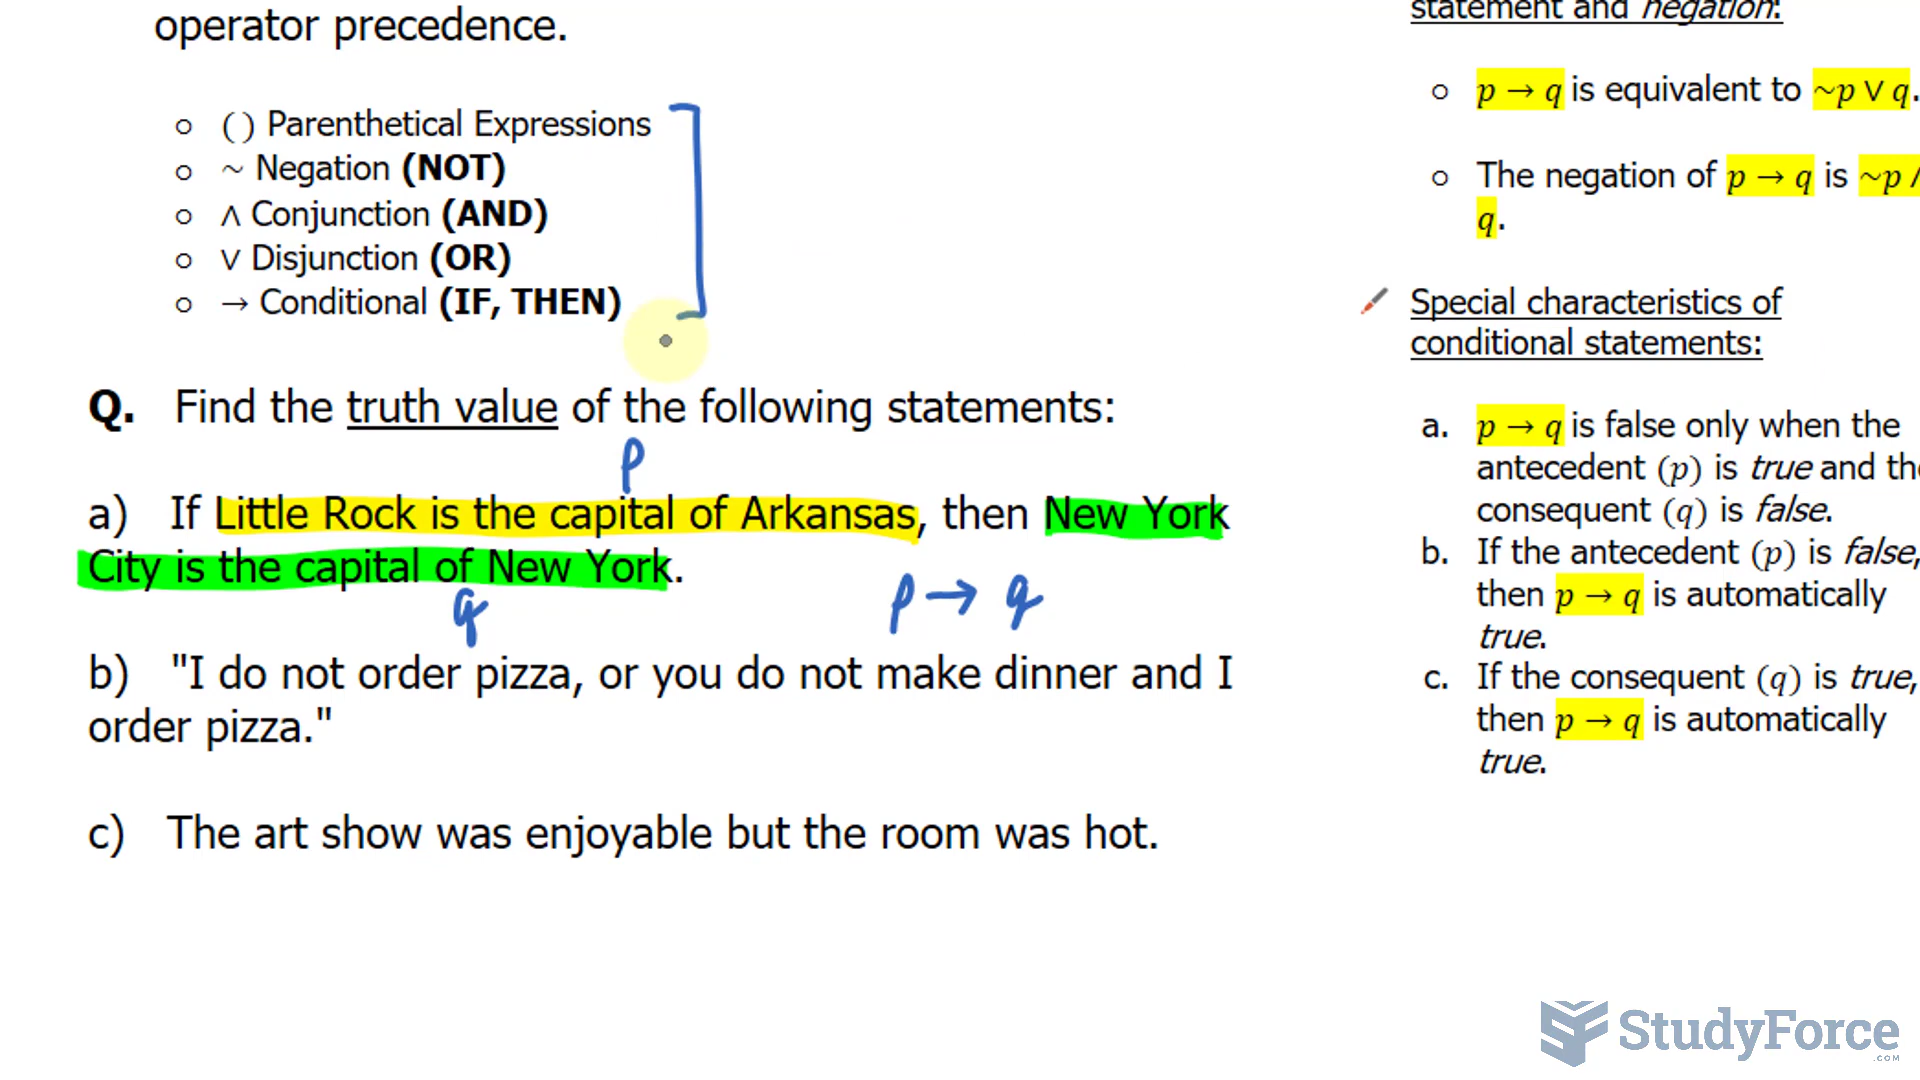 operator precedence.
○ ( ) Parenthetical Expressions
○ ~ Negation (NOT)
○ ∧ Conjunction (AND)
○ ∨ Disjunction (OR)
○ → Conditional (IF, THEN)
Q. Find the truth value of the following statements:
p
a) If Little Rock is the capital of Arkansas, then New York
City is the capital of New York.
q
p → q
b) "I do not order pizza, or you do not make dinner and I
order pizza."
c) The art show was enjoyable but the room was hot.
statement and negation:
○ p → q is equivalent to ~p ∨ q.
○ The negation of p → q is ~p ∧
q.
Special characteristics of
conditional statements:
a. p → q is false only when the
antecedent (p) is true and the
consequent (q) is false.
b. If the antecedent (p) is false,
then p → q is automatically
true.
c. If the consequent (q) is true,
then p → q is automatically
true.
StudyForce
.COM